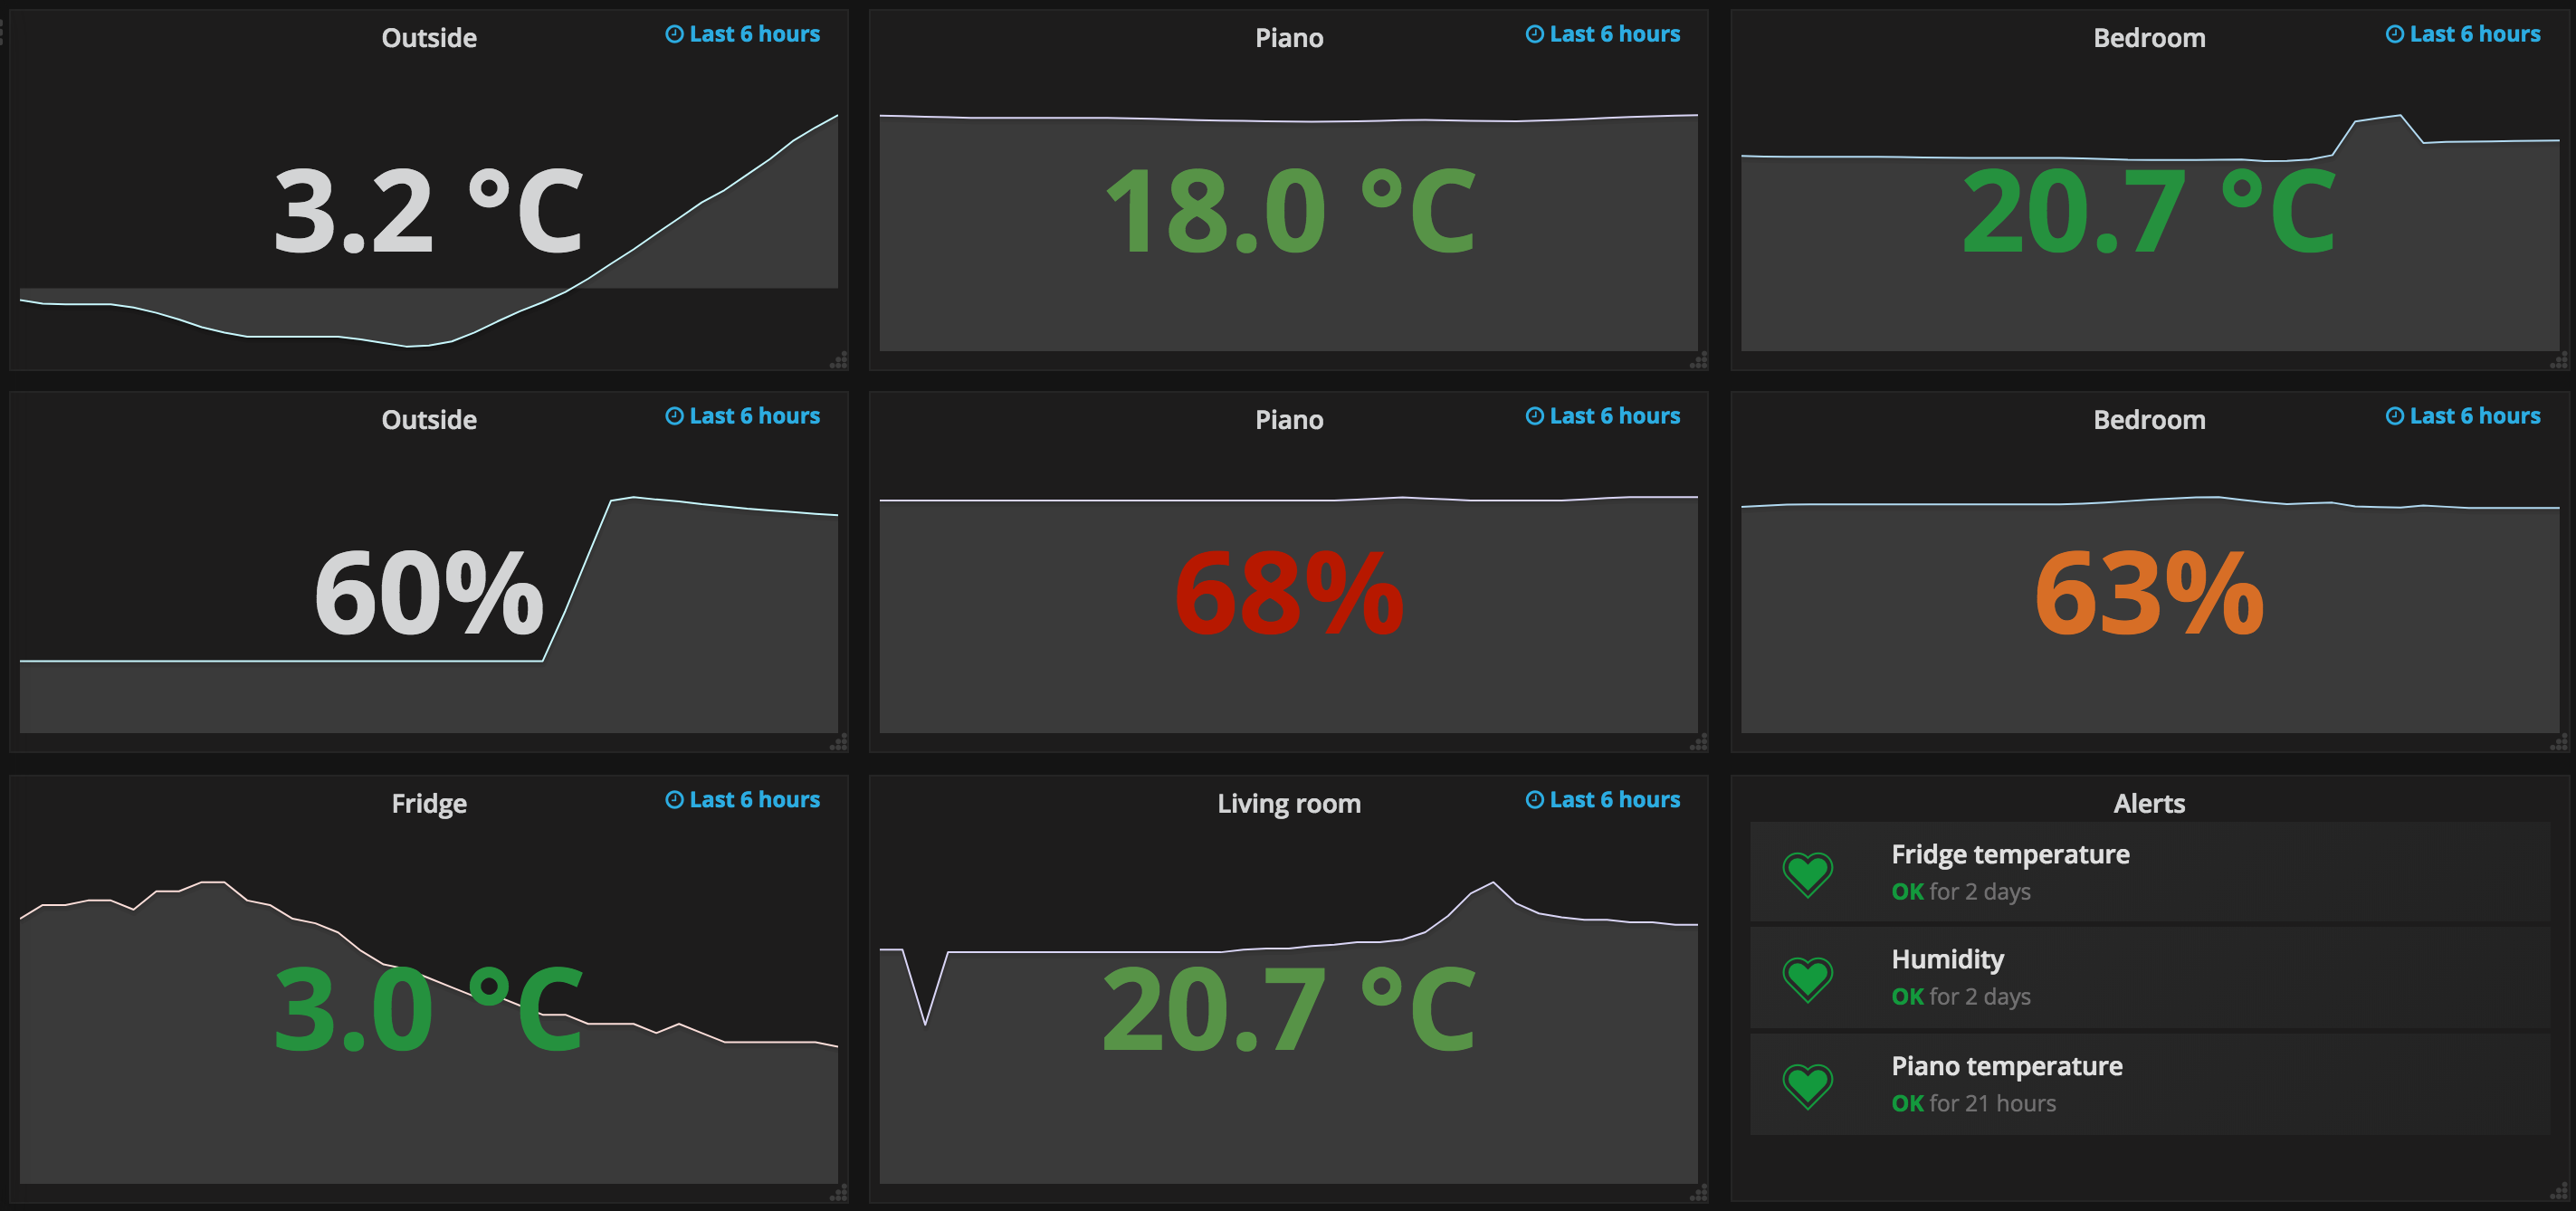 Outside
Last 6 hours
3.2 °C
Piano
Last 6 hours
18.0 °C
Bedroom
Last 6 hours
20.7 °C
Outside
Last 6 hours
60%
Piano
Last 6 hours
68%
Bedroom
Last 6 hours
63%
Fridge
Last 6 hours
3.0 °C
Living room
Last 6 hours
20.7 °C
Alerts
Fridge temperature
OK for 2 days
Humidity
OK for 2 days
Piano temperature
OK for 21 hours